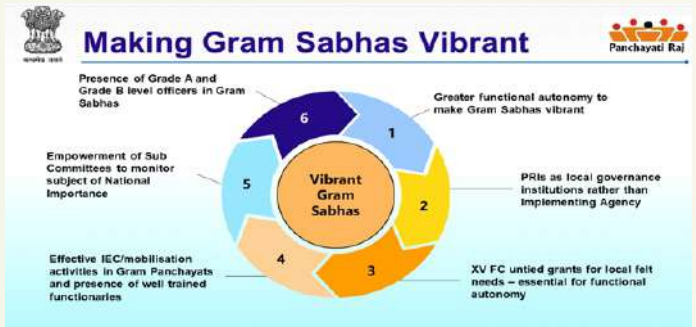 Making Gram Sabhas Vibrant
Panchayati Raj
Presence of Grade A and
Grade B level officers in Gram
Sabhas
Greater functional autonomy to
make Gram Sabhas vibrant
6
1
Empowerment of Sub
Committees to monitor
subject of National
Importance
5
Vibrant
Gram
Sabhas
2
PRIs as local governance
institutions rather than
Implementing Agency
Effective IEC/mobilisation
activities in Gram Panchayats
and presence of well trained
functionaries
4
3
XV FC untied grants for local felt
needs – essential for functional
autonomy